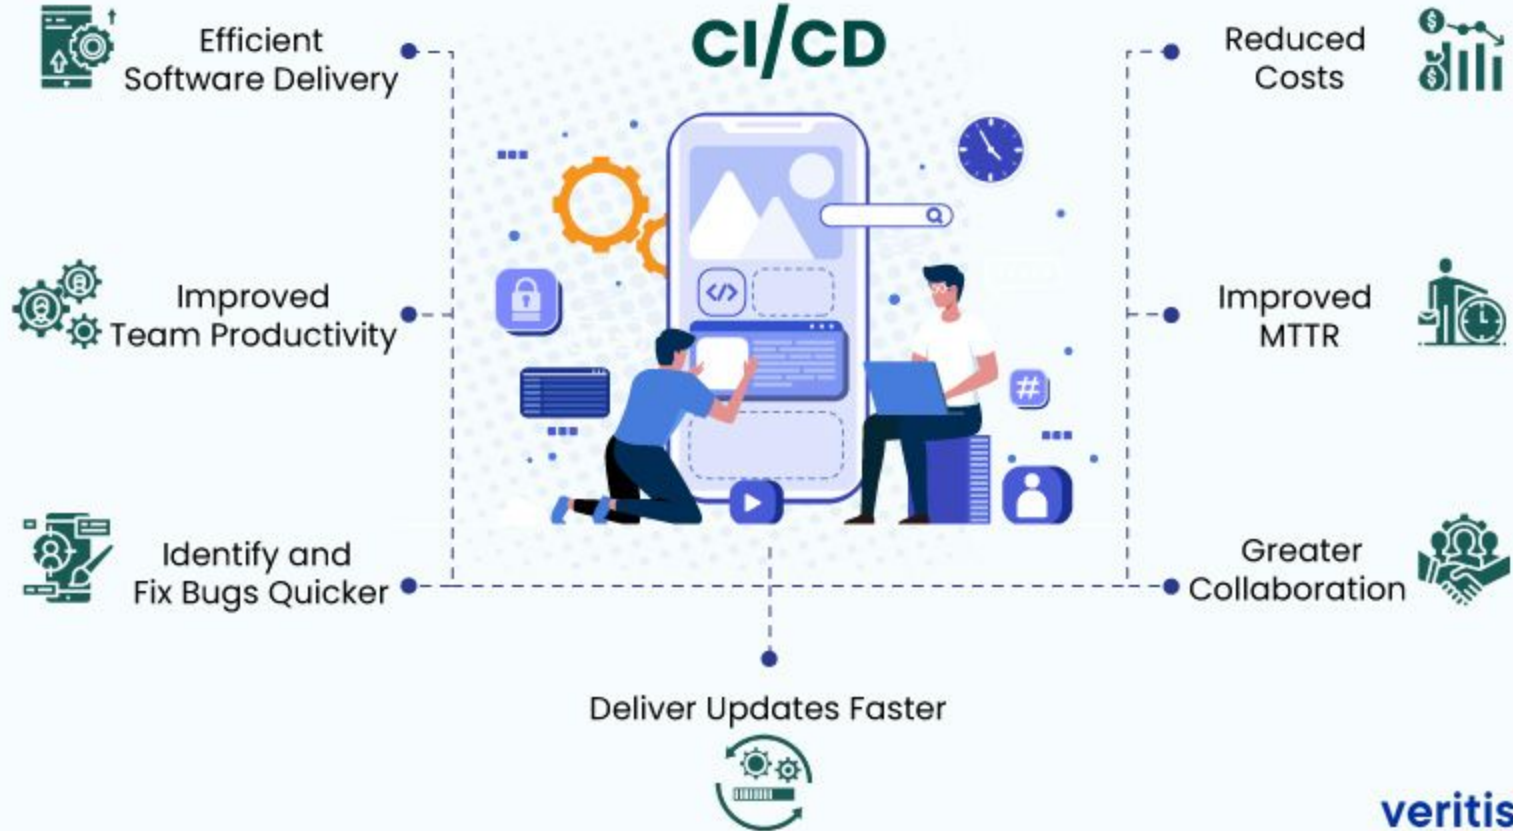 CI/CD
Efficient
Software Delivery
Improved
Team Productivity
Identify and
Fix Bugs Quicker
Reduced
Costs
Improved
MTTR
Greater
Collaboration
Deliver Updates Faster
veritis